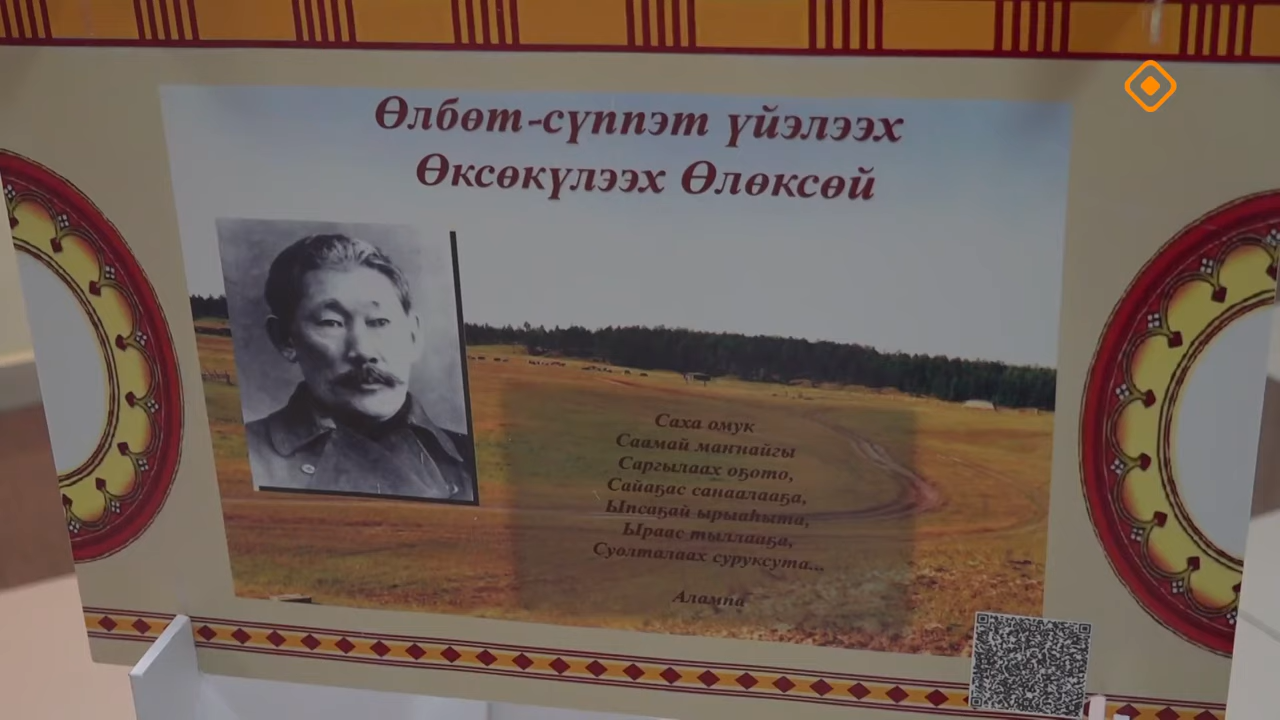 Өлбөт-сүппэт үйэлээх
Өксөкүлээх Өлөксөй
Саха омук
Саамай маҥнайгы
Саргылаах оҕото,
Сайаҕас санаалааҕа,
Ыпсаҕай ырыаһыта,
Ыраас тыллааҕа,
Суолталаах суруксута...
Алампа